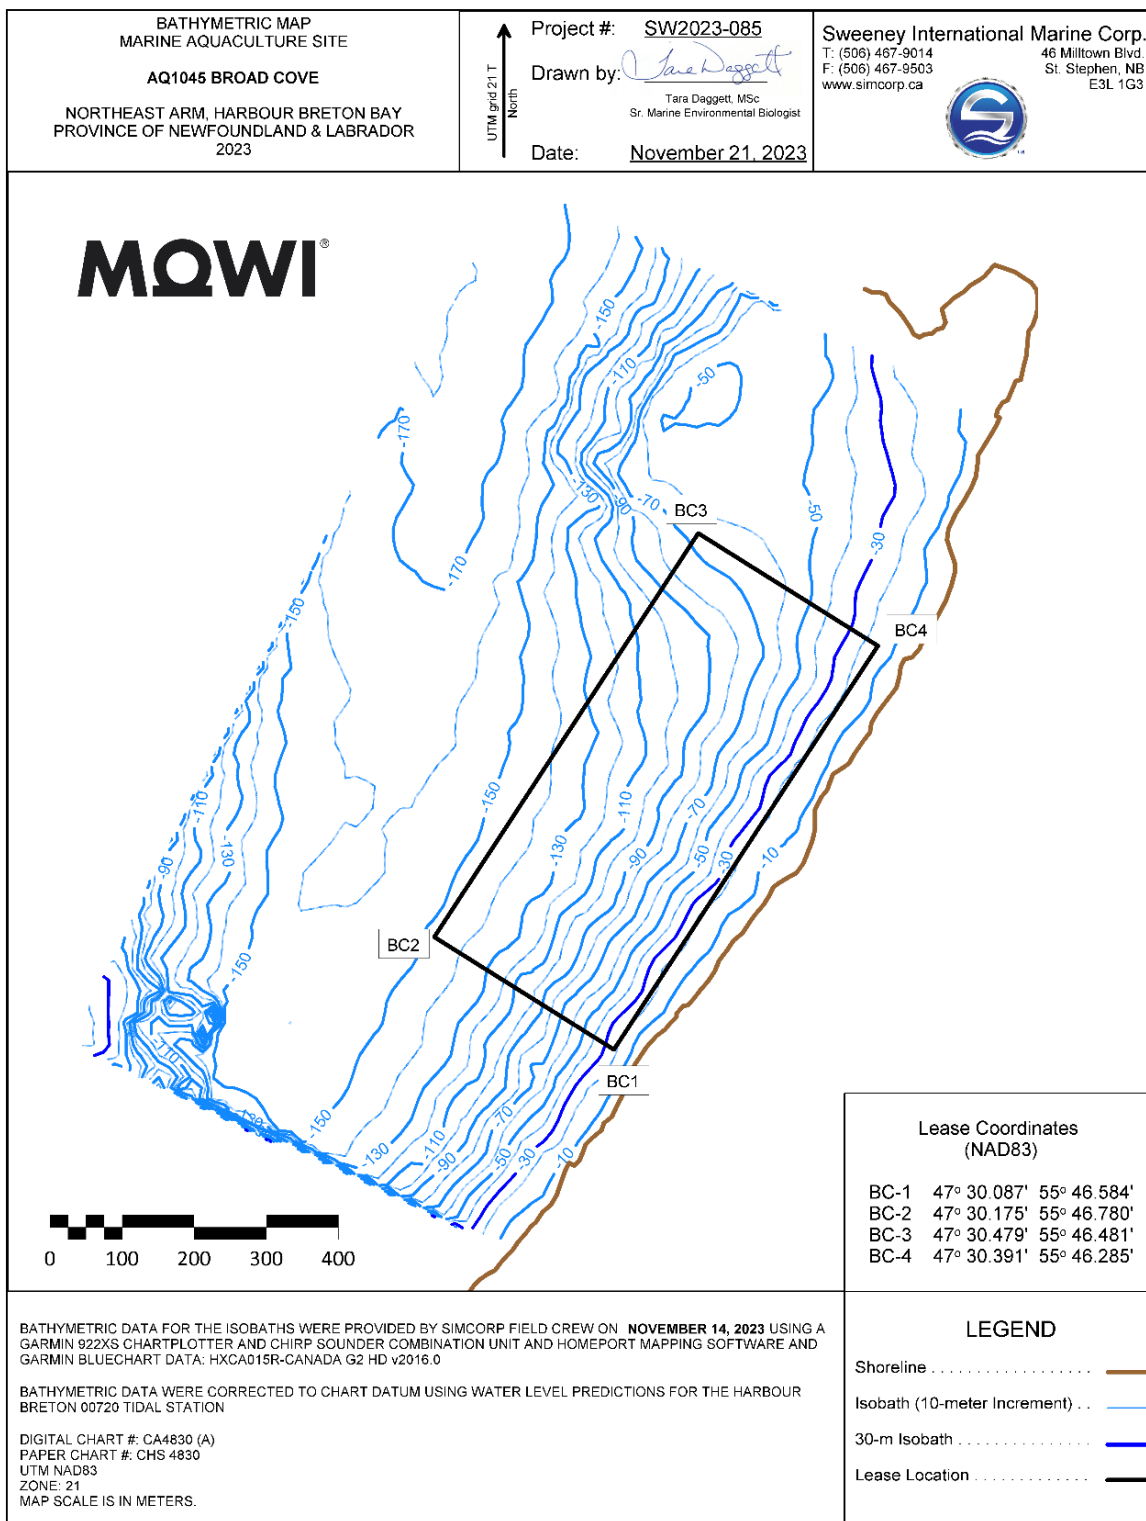 BATHYMETRIC MAP
MARINE AQUACULTURE SITE
AQ1045 BROAD COVE
NORTHEAST ARM, HARBOUR BRETON BAY
PROVINCE OF NEWFOUNDLAND & LABRADOR
2023
UTM grid 21 T
North
Project #: SW2023-085
Drawn by: Tara Daggett
Tara Daggett, MSc
Sr. Marine Environmental Biologist
Date: November 21, 2023
Sweeney International Marine Corp.
T: (506) 467-9014 46 Milltown Blvd.
F: (506) 467-9503 St. Stephen, NB
www.simcorp.ca E3L 1G3
MOWI®
-150
-110
-50
-170
-130
-90
-70
BC3
-50
-30
-170
BC4
-150
-150
-110
-70
-110
-130
-90
-130
-50
-30
-10
-90
BC2
-150
-110
BC1
-130
-150
-70
-110
-130
-90
-50
-30
-10
0 100 200 300 400
Lease Coordinates
(NAD83)
BC-1 47º 30.087' 55º 46.584'
BC-2 47º 30.175' 55º 46.780'
BC-3 47º 30.479' 55º 46.481'
BC-4 47º 30.391' 55º 46.285'
BATHYMETRIC DATA FOR THE ISOBATHS WERE PROVIDED BY SIMCORP FIELD CREW ON NOVEMBER 14, 2023 USING A
GARMIN 922XS CHARTPLOTTER AND CHIRP SOUNDER COMBINATION UNIT AND HOMEPORT MAPPING SOFTWARE AND
GARMIN BLUECHART DATA: HXCA015R-CANADA G2 HD v2016.0
BATHYMETRIC DATA WERE CORRECTED TO CHART DATUM USING WATER LEVEL PREDICTIONS FOR THE HARBOUR
BRETON 00720 TIDAL STATION
DIGITAL CHART #: CA4830 (A)
PAPER CHART #: CHS 4830
UTM NAD83
ZONE: 21
MAP SCALE IS IN METERS.
LEGEND
Shoreline . . . . . . . . . . . . . . . . . .
Isobath (10-meter Increment) . .
30-m Isobath . . . . . . . . . . . . . .
Lease Location . . . . . . . . . . . . .